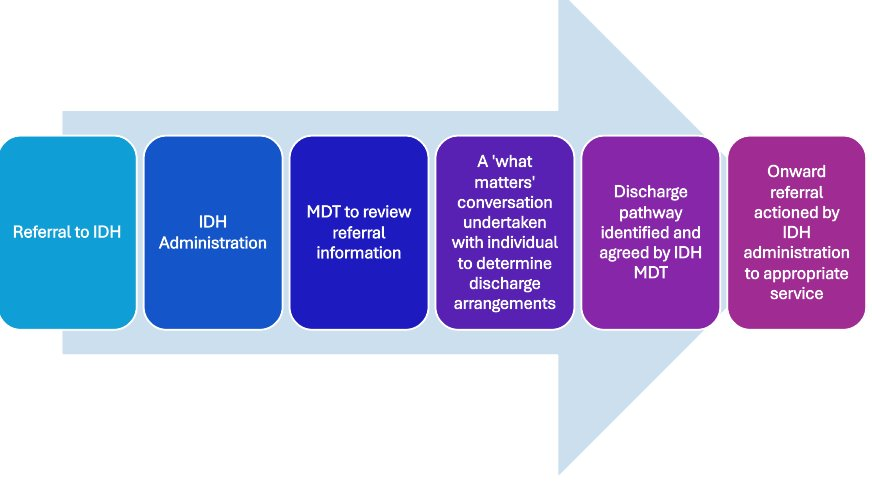 Referral to IDH
IDH
Administration
MDT to review
referral
information
A 'what
matters'
conversation
undertaken
with individual
to determine
discharge
arrangements
Discharge
pathway
identified and
agreed by IDH
MDT
Onward
referral
actioned by
IDH
administration
to appropriate
service